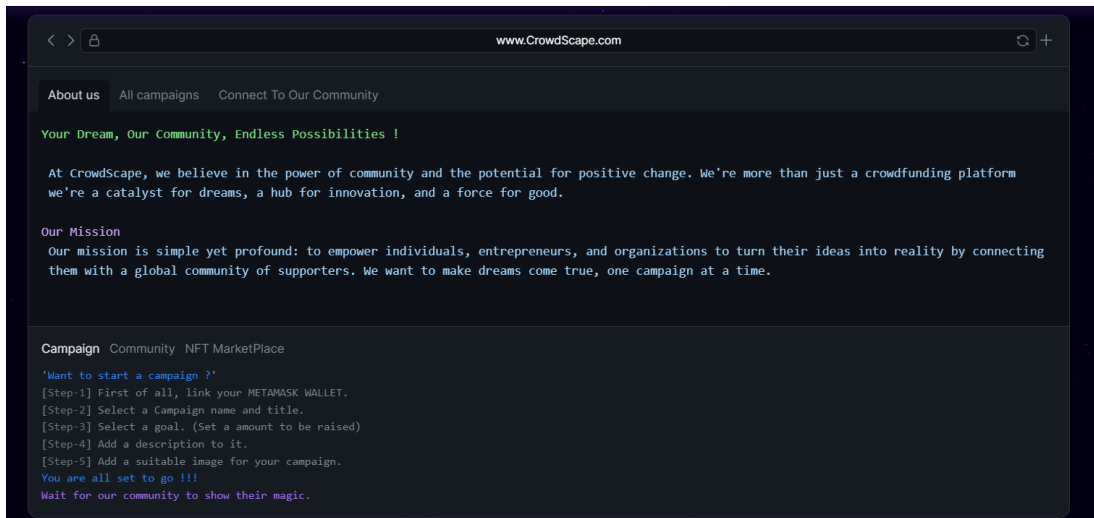 www.CrowdScape.com
About us All campaigns Connect To Our Community
Your Dream, Our Community, Endless Possibilities !
At CrowdScape, we believe in the power of community and the potential for positive change. We're more than just a crowdfunding platform
we're a catalyst for dreams, a hub for innovation, and a force for good.
Our Mission
Our mission is simple yet profound: to empower individuals, entrepreneurs, and organizations to turn their ideas into reality by connecting
them with a global community of supporters. We want to make dreams come true, one campaign at a time.
Campaign Community NFT MarketPlace
'Want to start a campaign ?'
[Step-1] First of all, link your METAMASK WALLET.
[Step-2] Select a Campaign name and title.
[Step-3] Select a goal. (Set a amount to be raised)
[Step-4] Add a description to it.
[Step-5] Add a suitable image for your campaign.
You are all set to go !!!
Wait for our community to show their magic.